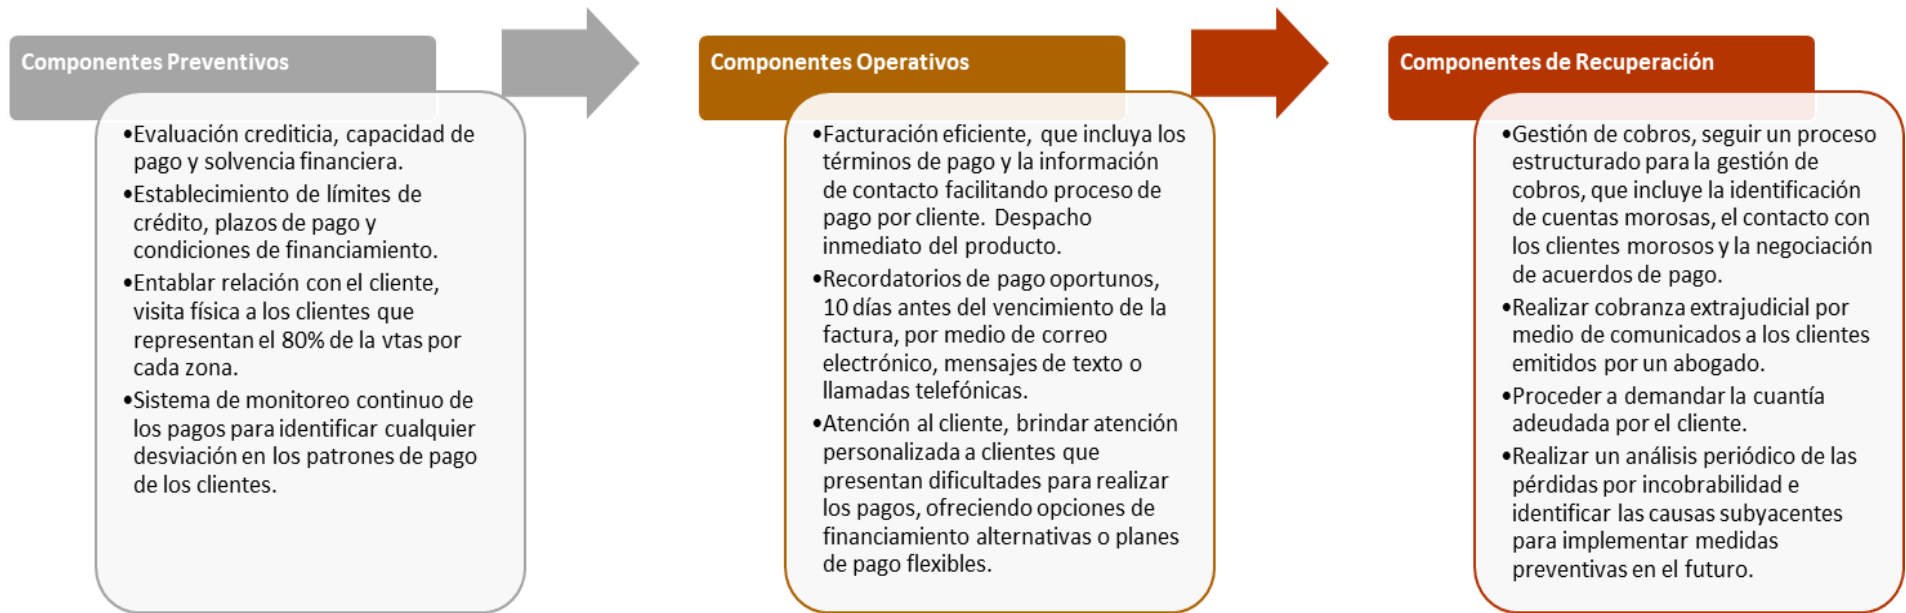 Componentes Preventivos
•Evaluación crediticia, capacidad de
pago y solvencia financiera.
•Establecimiento de límites de
crédito, plazos de pago y
condiciones de financiamiento.
•Entablar relación con el cliente,
visita física a los clientes que
representan el 80% de la vtas por
cada zona.
•Sistema de monitoreo continuo de
los pagos para identificar cualquier
desviación en los patrones de pago
de los clientes.
Componentes Operativos
•Facturación eficiente, que incluya los
términos de pago y la información
de contacto facilitando proceso de
pago por cliente. Despacho
inmediato del producto.
•Recordatorios de pago oportunos,
10 días antes del vencimiento de la
factura, por medio de correo
electrónico, mensajes de texto o
llamadas telefónicas.
•Atención al cliente, brindar atención
personalizada a clientes que
presentan dificultades para realizar
los pagos, ofreciendo opciones de
financiamiento alternativas o planes
de pago flexibles.
Componentes de Recuperación
•Gestión de cobros, seguir un proceso
estructurado para la gestión de
cobros, que incluye la identificación
de cuentas morosas, el contacto con
los clientes morosos y la negociación
de acuerdos de pago.
•Realizar cobranza extrajudicial por
medio de comunicados a los clientes
emitidos por un abogado.
•Proceder a demandar la cuantía
adeudada por el cliente.
•Realizar un análisis periódico de las
pérdidas por incobrabilidad e
identificar las causas subyacentes
para implementar medidas
preventivas en el futuro.